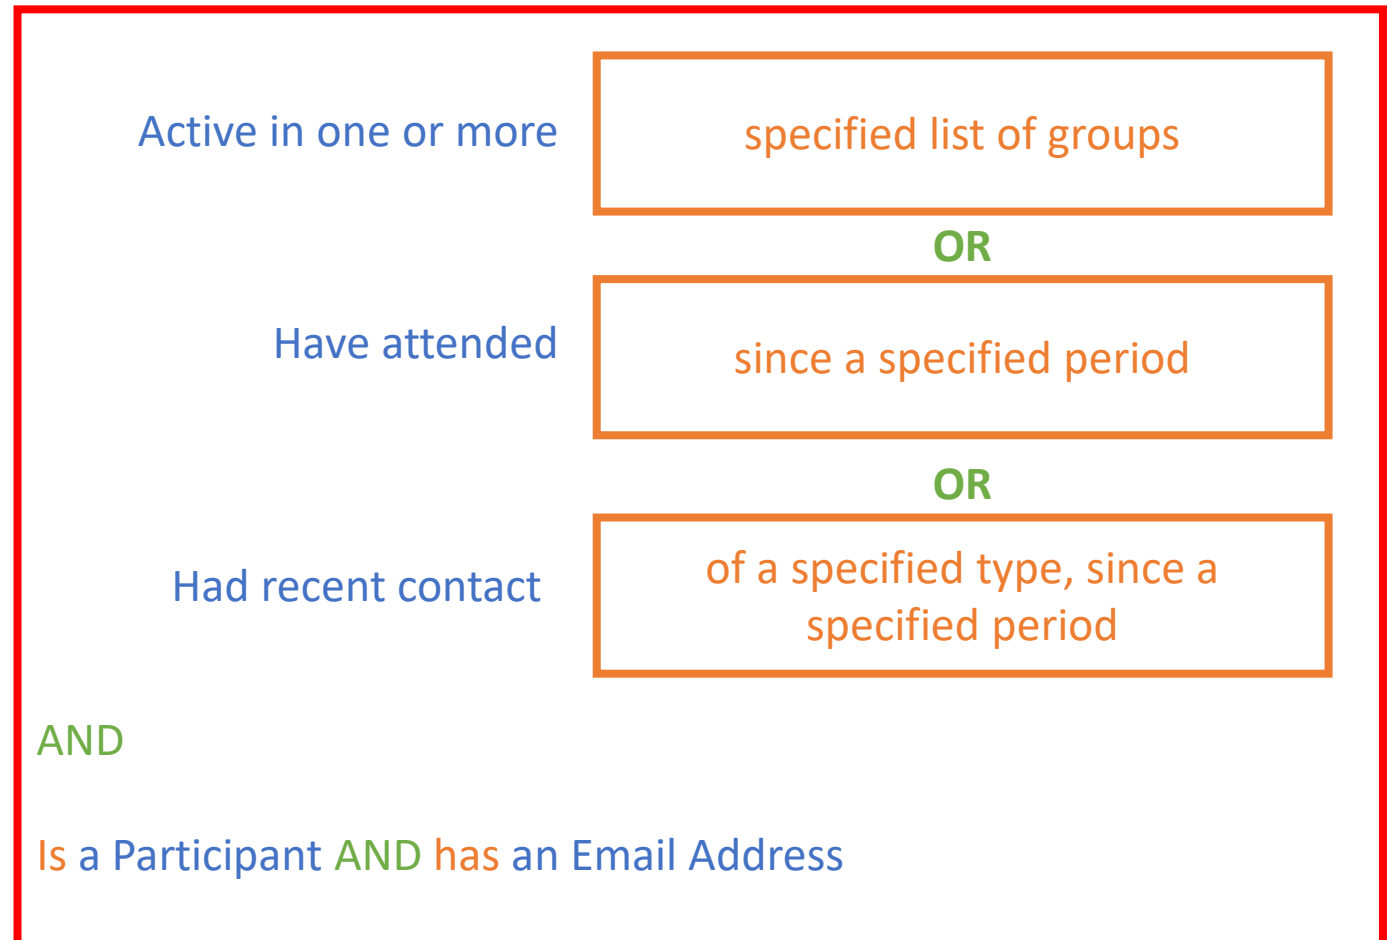 Active in one or more
specified list of groups
OR
Have attended
since a specified period
OR
Had recent contact
of a specified type, since a
specified period
AND
Is a Participant AND has an Email Address